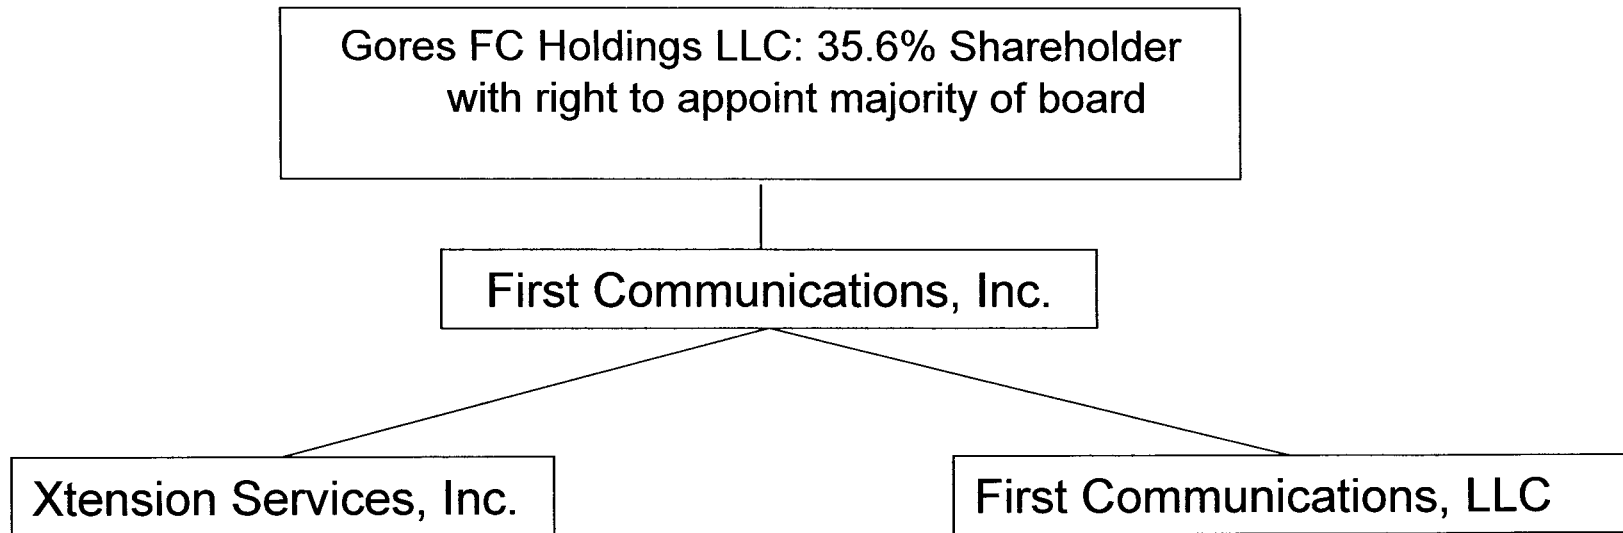 Gores FC Holdings LLC: 35.6% Shareholder
with right to appoint majority of board
First Communications, Inc.
Xtension Services, Inc.
First Communications, LLC